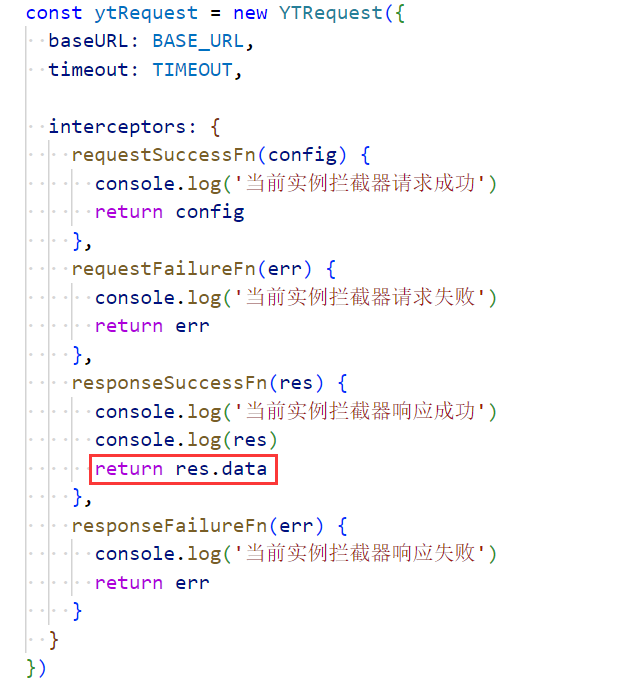 const ytRequest = new YTRequest({
  baseURL: BASE_URL,
  timeout: TIMEOUT,
  interceptors: {
    requestSuccessFn(config) {
      console.log('当前实例拦截器请求成功')
      return config
    },
    requestFailureFn(err) {
      console.log('当前实例拦截器请求失败')
      return err
    },
    responseSuccessFn(res) {
      console.log('当前实例拦截器响应成功')
      console.log(res)
      return res.data
    },
    responseFailureFn(err) {
      console.log('当前实例拦截器响应失败')
      return err
    }
  }
})